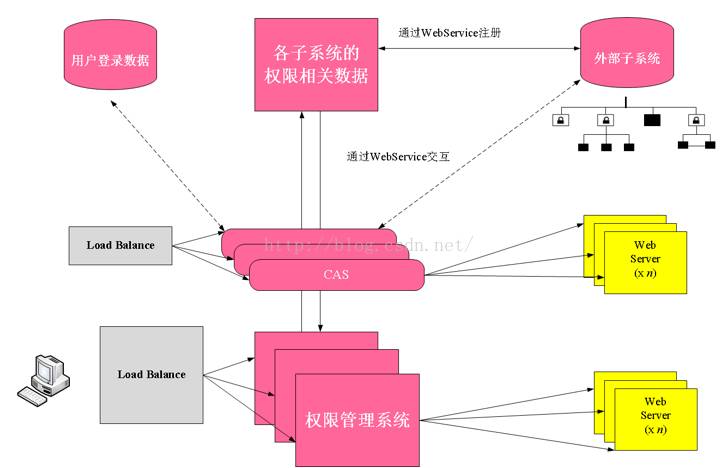 用户登录数据
各子系统的
权限相关数据
通过WebService注册
外部子系统
通过WebService交互
Load Balance
http://blog.csdn.net/
CAS
Web
Server
(x n)
Load Balance
权限管理系统
Web
Server
(x n)